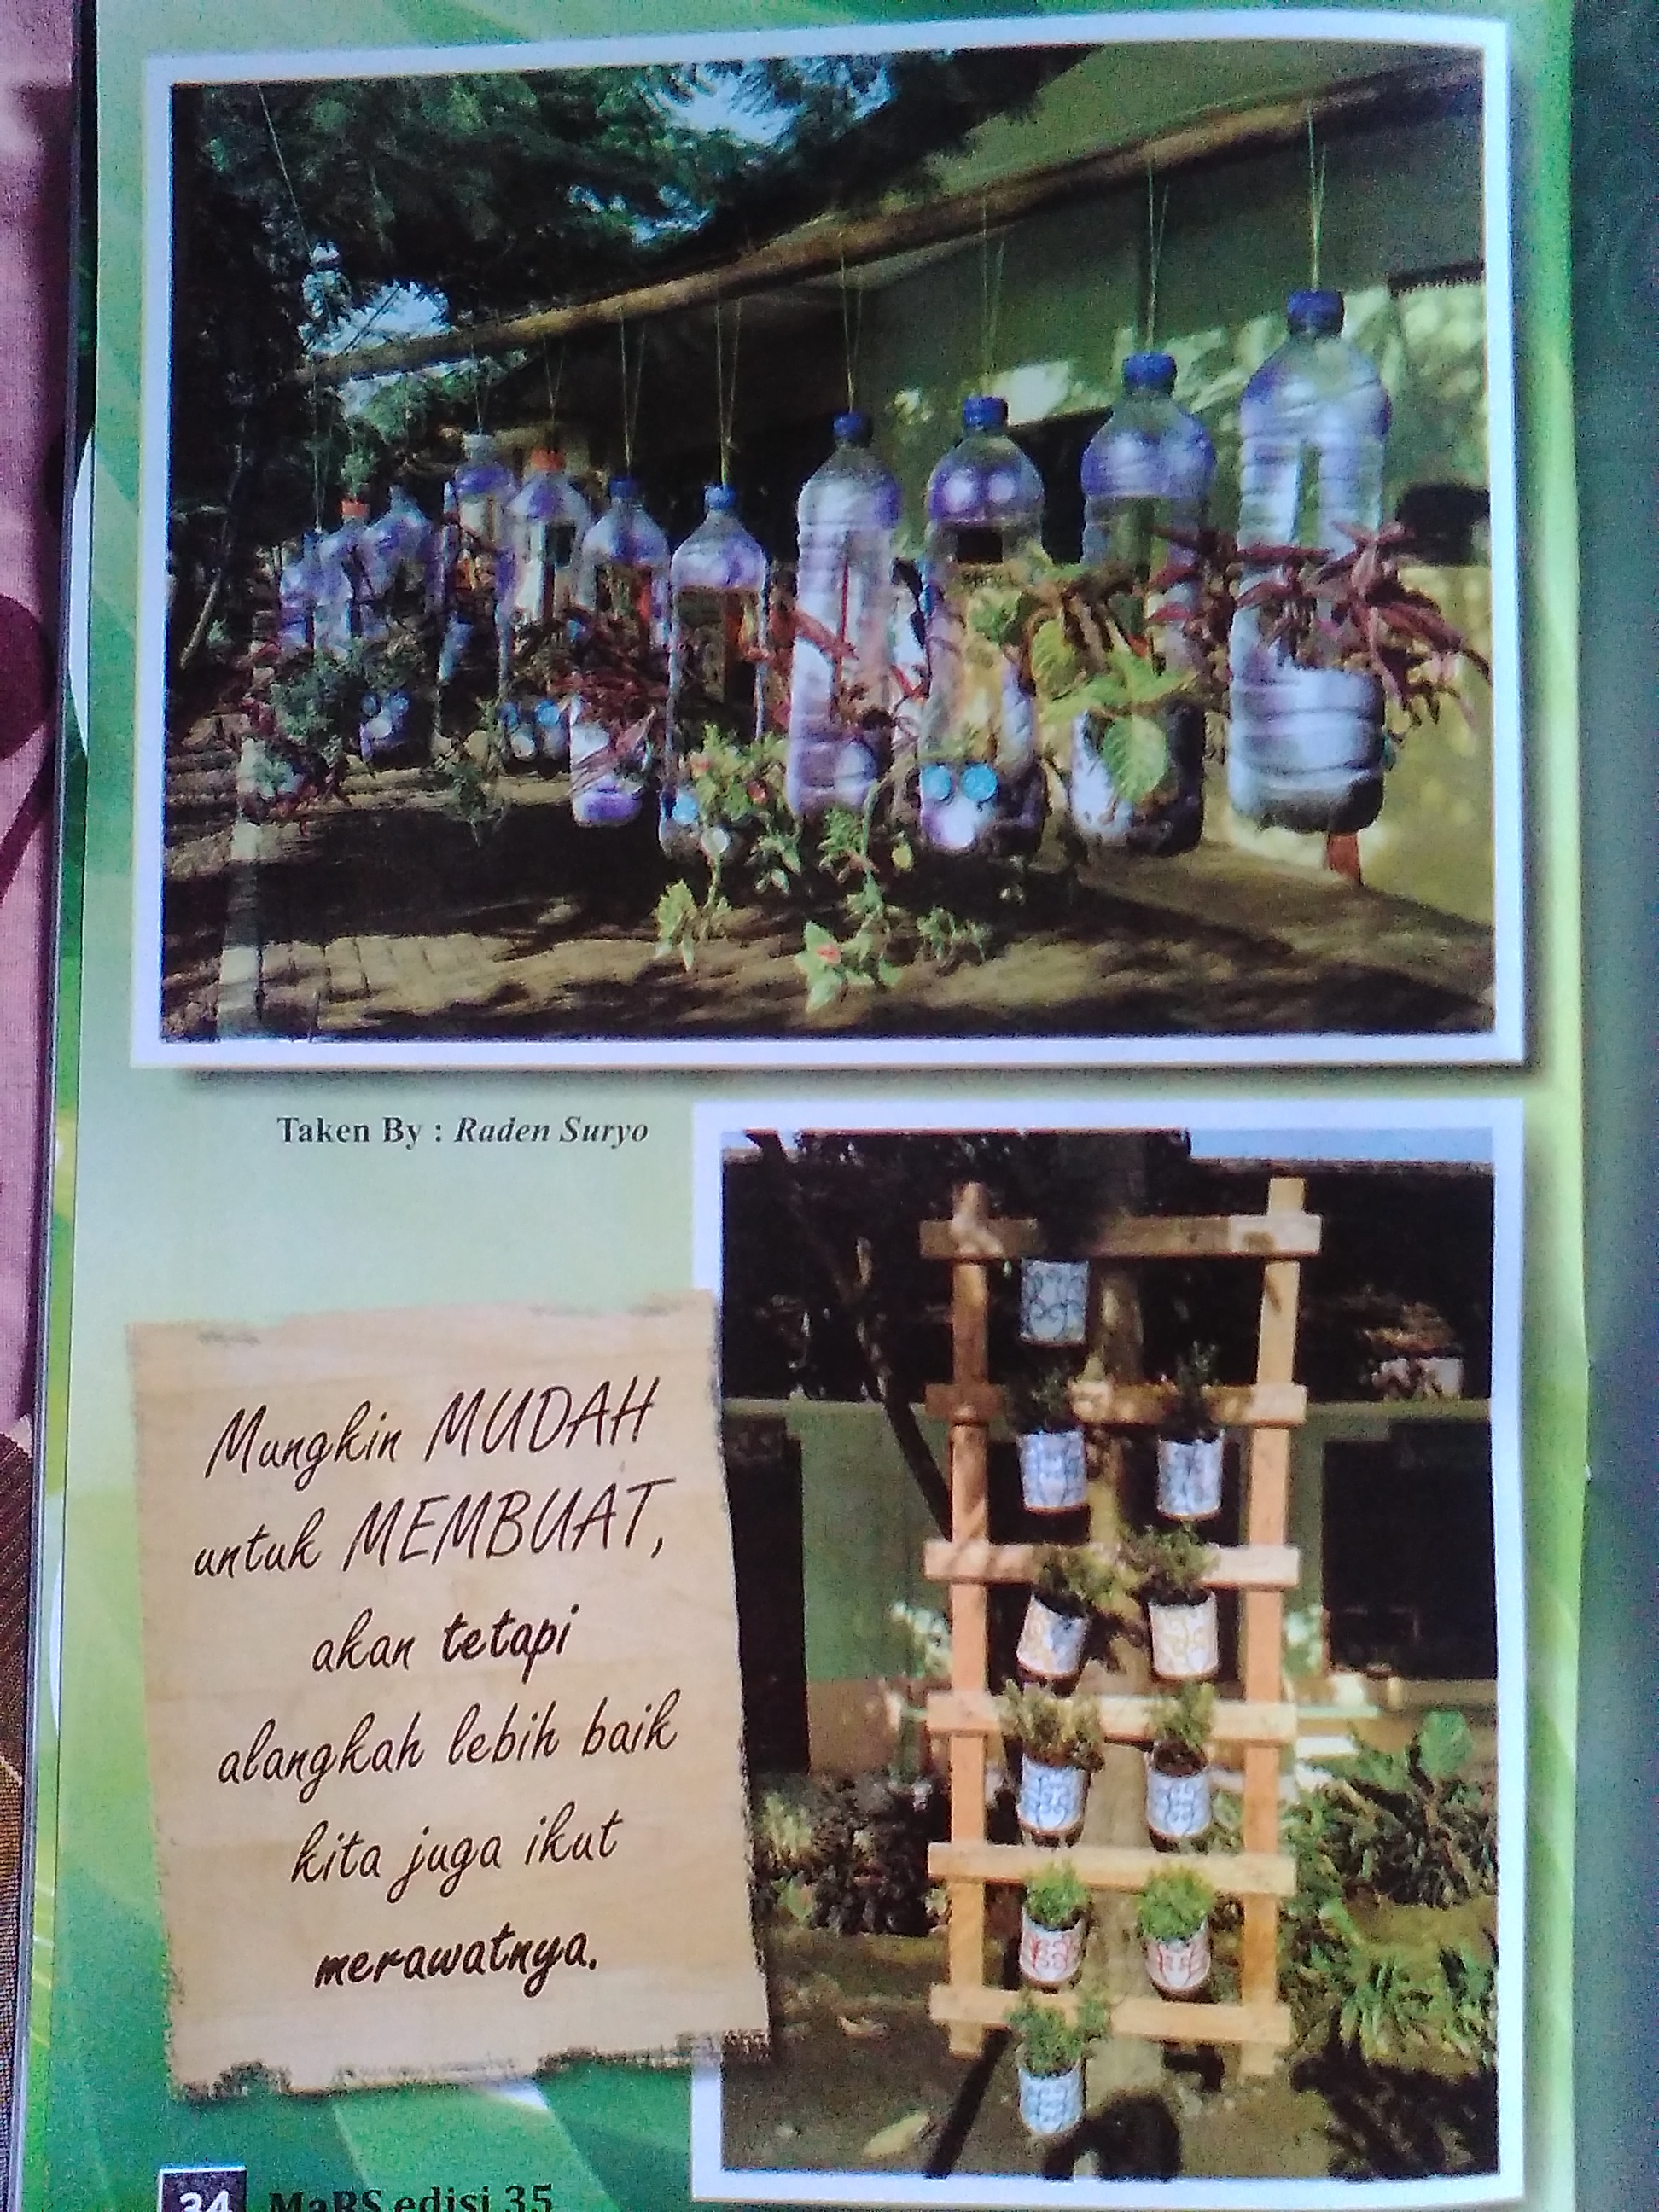 Taken By : Raden Suryo
Mungkin MUDAH
untuk MEMBUAT,
akan tetapi
alangkah lebih baik
kita juga ikut
merawatnya.
34 MaRS edisi 35